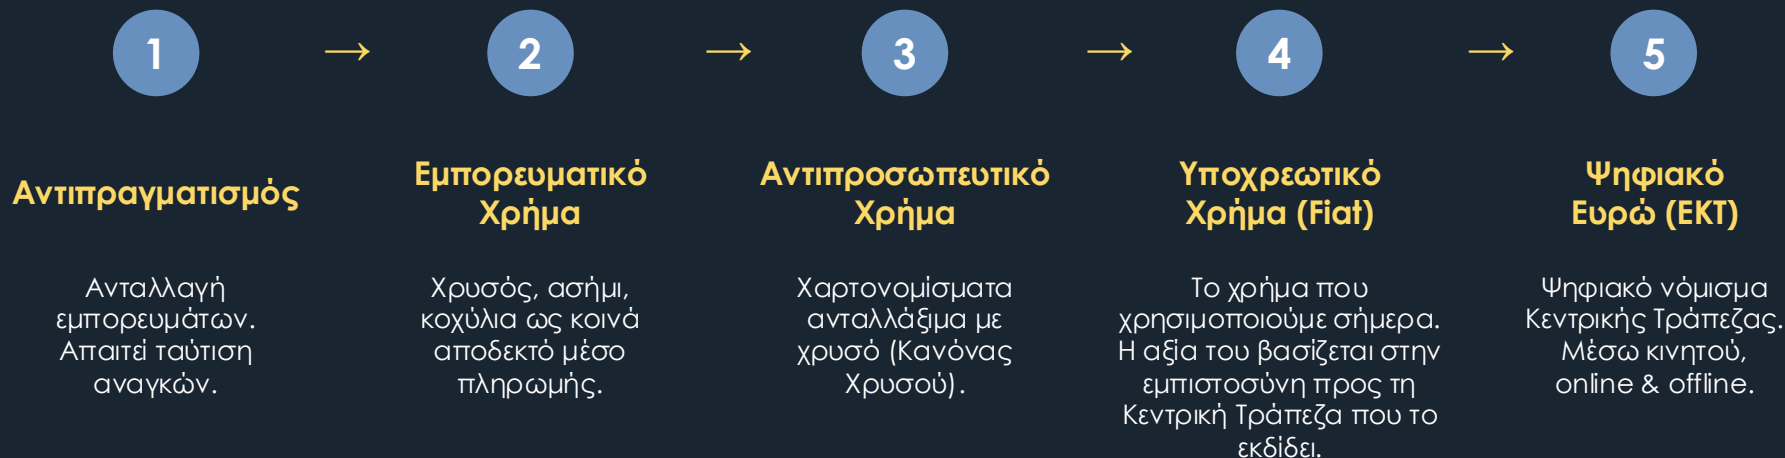 1 → 2 → 3 → 4 → 5
Αντιπραγματισμός
Ανταλλαγή
εμπορευμάτων.
Απαιτεί ταύτιση
αναγκών.
Εμπορευματικό
Χρήμα
Χρυσός, ασήμι,
κοχύλια ως κοινά
αποδεκτό μέσο
πληρωμής.
Αντιπροσωπευτικό
Χρήμα
Χαρτονομίσματα
ανταλλάξιμα με
χρυσό (Κανόνας
Χρυσού).
Υποχρεωτικό
Χρήμα (Fiat)
Το χρήμα που
χρησιμοποιούμε σήμερα.
Η αξία του βασίζεται στην
εμπιστοσύνη προς τη
Κεντρική Τράπεζα που το
εκδίδει.
Ψηφιακό
Ευρώ (ΕΚΤ)
Ψηφιακό νόμισμα
Κεντρικής Τράπεζας.
Μέσω κινητού,
online & offline.